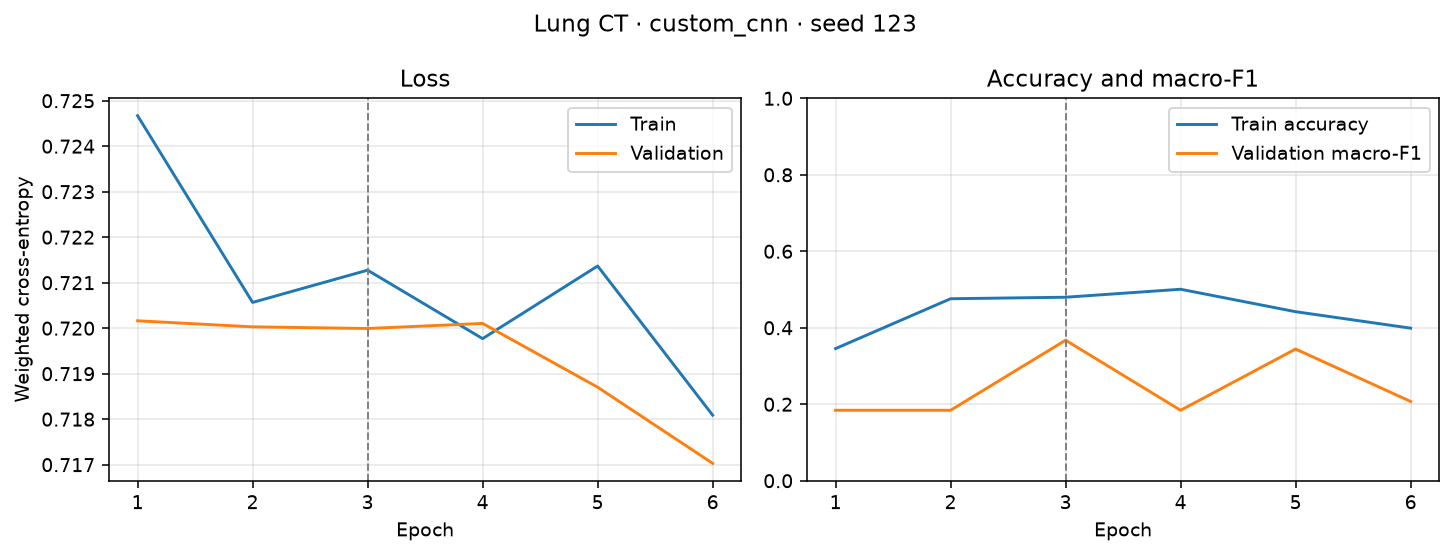 Lung CT · custom_cnn · seed 123
Loss
Weighted cross-entropy
0.725
0.724
0.723
0.722
0.721
0.720
0.719
0.718
0.717
Train
Validation
1 2 3 4 5 6
Epoch
Accuracy and macro-F1
1.0
0.8
0.6
0.4
0.2
0.0
Train accuracy
Validation macro-F1
1 2 3 4 5 6
Epoch